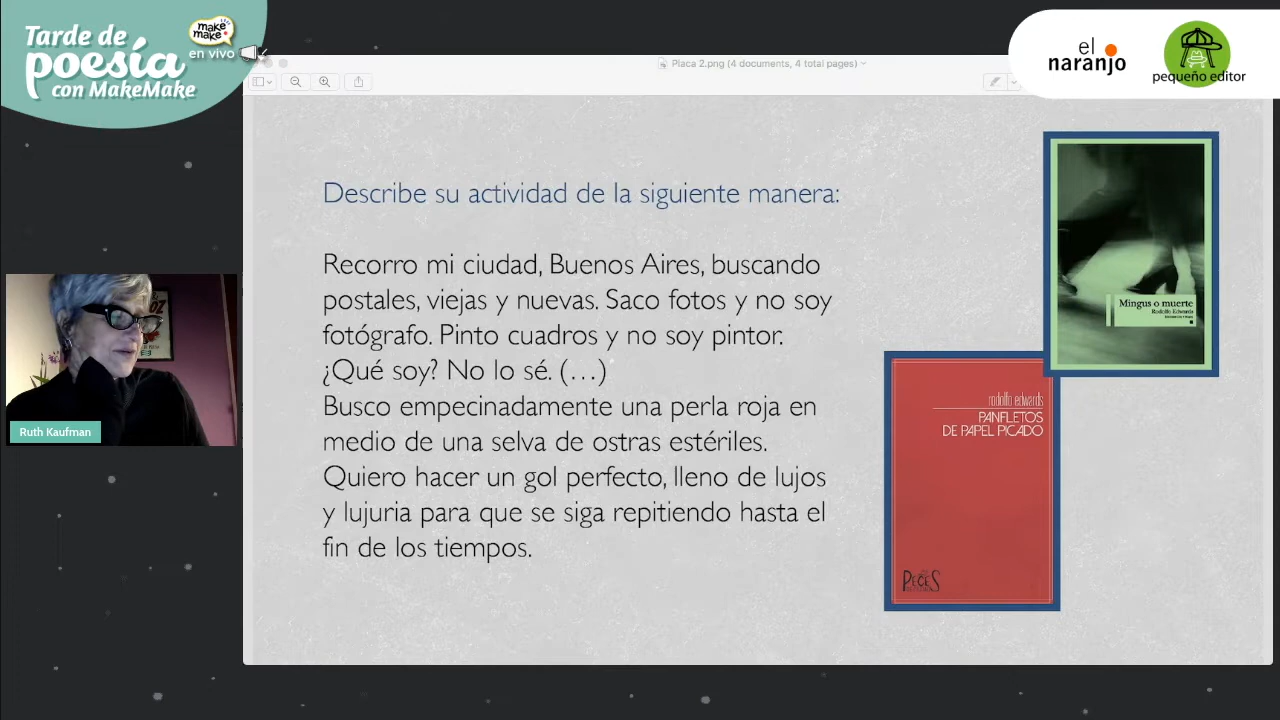 Tarde de
poesía
con MakeMake
make
make
en vivo
Placa 2.png (4 documents, 4 total pages)
el
naranjo
pequeño editor
Describe su actividad de la siguiente manera:
Recorro mi ciudad, Buenos Aires, buscando
postales, viejas y nuevas. Saco fotos y no soy
fotógrafo. Pinto cuadros y no soy pintor.
¿Qué soy? No lo sé. (…)
Busco empecinadamente una perla roja en
medio de una selva de ostras estériles.
Quiero hacer un gol perfecto, lleno de lujos
y lujuria para que se siga repitiendo hasta el
fin de los tiempos.
Mingus o muerte
Rodolfo Edwards
rodolfo edwards
PANFLETOS
DE PAPEL PICADO
PECES
Ruth Kaufman